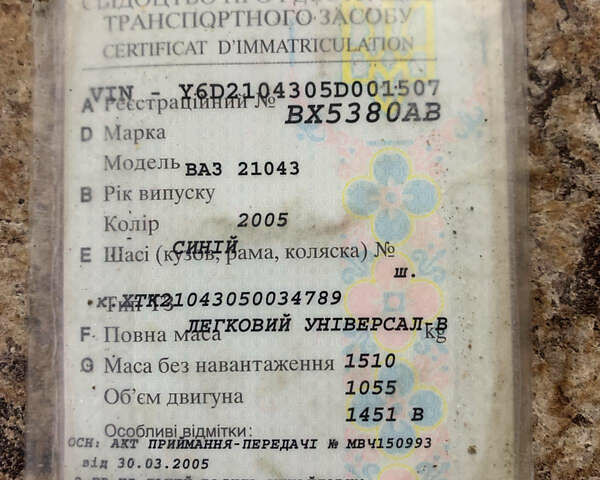 ТРАНСПОРТНОГО ЗАСОБУ
CERTIFICAT D'IMMATRICULATION
VIN - Y6D2104305D001507
A Реєстраційний №
BX5380AB
D Марка
Модель ВАЗ 21043
B Рік випуску
Колір 2005
СИНІЙ
E Шасі (кузов, рама, коляска) №
ш.
к. XTK21043050034789
Тип ТЗ
ЛЕГКОВИЙ УНІВЕРСАЛ-В
F Повна маса kg
G Маса без навантаження 1510
Об'єм двигуна 1055
1451 В
Особливі відмітки:
ОСН: АКТ ПРИЙМАННЯ-ПЕРЕДАЧІ № МВЧ150993
від 30.03.2005